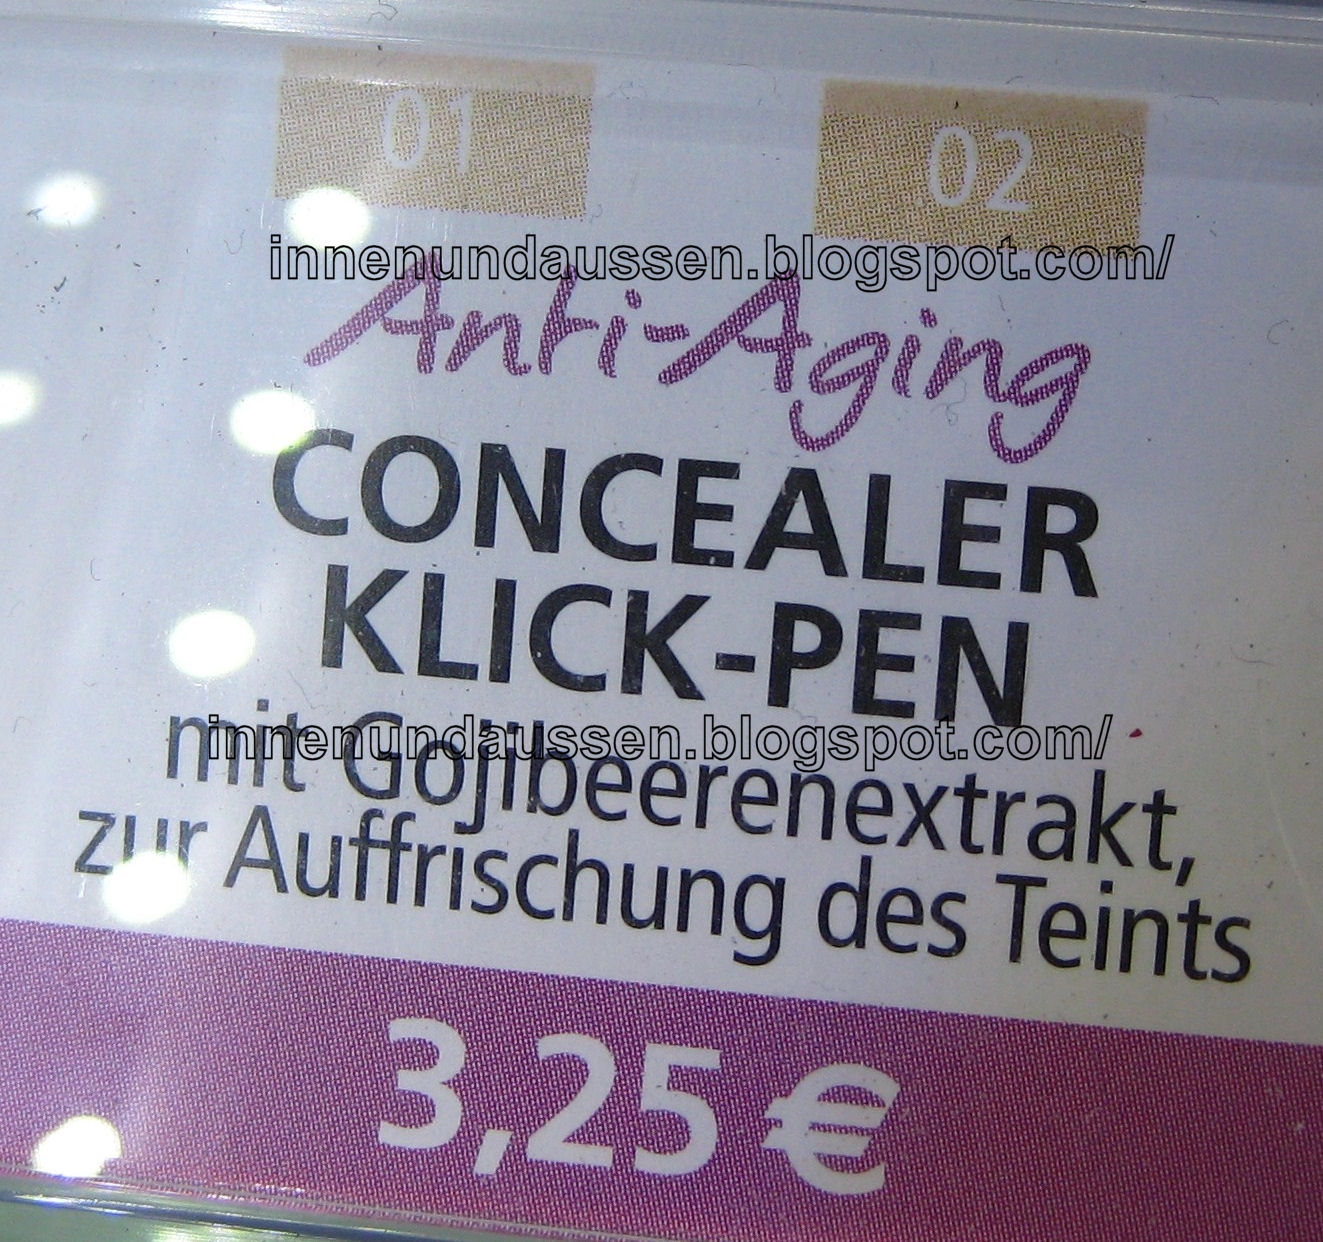 01 02
innenundaussen.blogspot.com/
Anti-Aging
CONCEALER
KLICK-PEN
innenundaussen.blogspot.com/
mit Gojibeerenextrakt,
zur Auffrischung des Teints
3,25 €